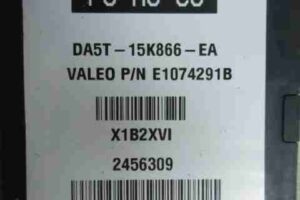 DA5T-15K866-EA
VALEO P/N E1074291B
X1B2XVI
2456309